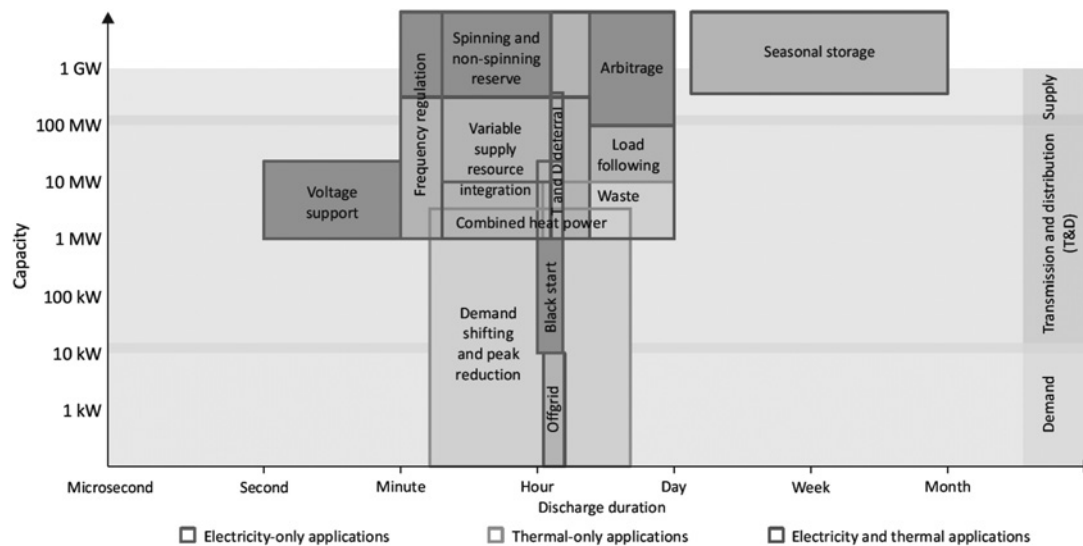 Capacity
1 GW
100 MW
10 MW
1 MW
100 kW
10 kW
1 kW
Frequency regulation
Spinning and
non-spinning
reserve
Arbitrage
Seasonal storage
Variable
supply
resource
integration
T and D deterral
Load
following
Voltage
support
Waste
Combined heat power
Demand
shifting
and peak
reduction
Black start
Offgrid
Supply
Transmission and distribution
(T&D)
Demand
Microsecond
Second
Minute
Hour
Day
Week
Month
Discharge duration
Electricity-only applications
Thermal-only applications
Electricity and thermal applications